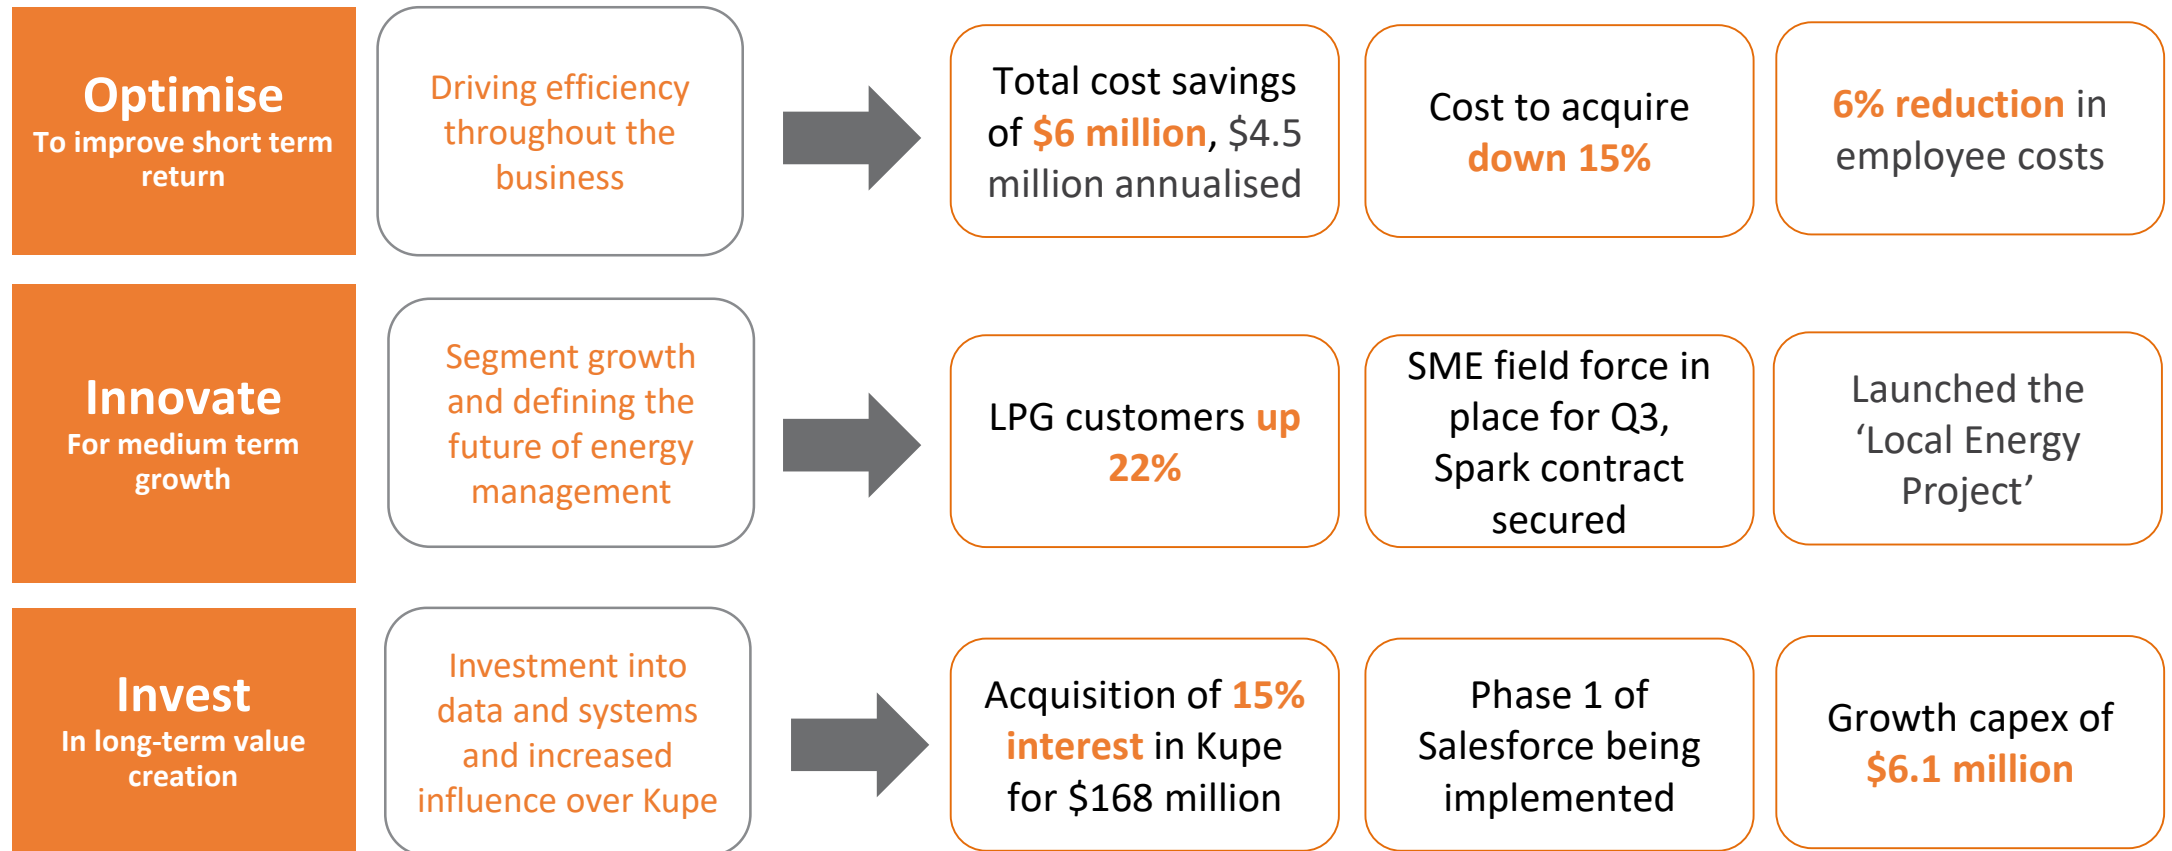 Optimise
To improve short term
return
Driving efficiency
throughout the
business
Total cost savings
of $6 million, $4.5
million annualised
Cost to acquire
down 15%
6% reduction in
employee costs
Innovate
For medium term
growth
Segment growth
and defining the
future of energy
management
LPG customers up
22%
SME field force in
place for Q3,
Spark contract
secured
Launched the
‘Local Energy
Project’
Invest
In long-term value
creation
Investment into
data and systems
and increased
influence over Kupe
Acquisition of 15%
interest in Kupe
for $168 million
Phase 1 of
Salesforce being
implemented
Growth capex of
$6.1 million